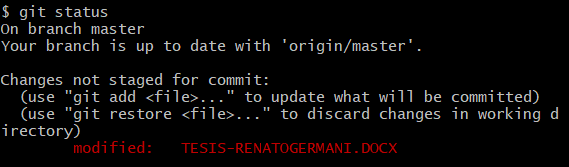 $ git status
On branch master
Your branch is up to date with 'origin/master'.
Changes not staged for commit:
(use "git add <file>..." to update what will be committed)
(use "git restore <file>..." to discard changes in working d
irectory)
modified: TESIS-RENATOGERMANI.DOCX